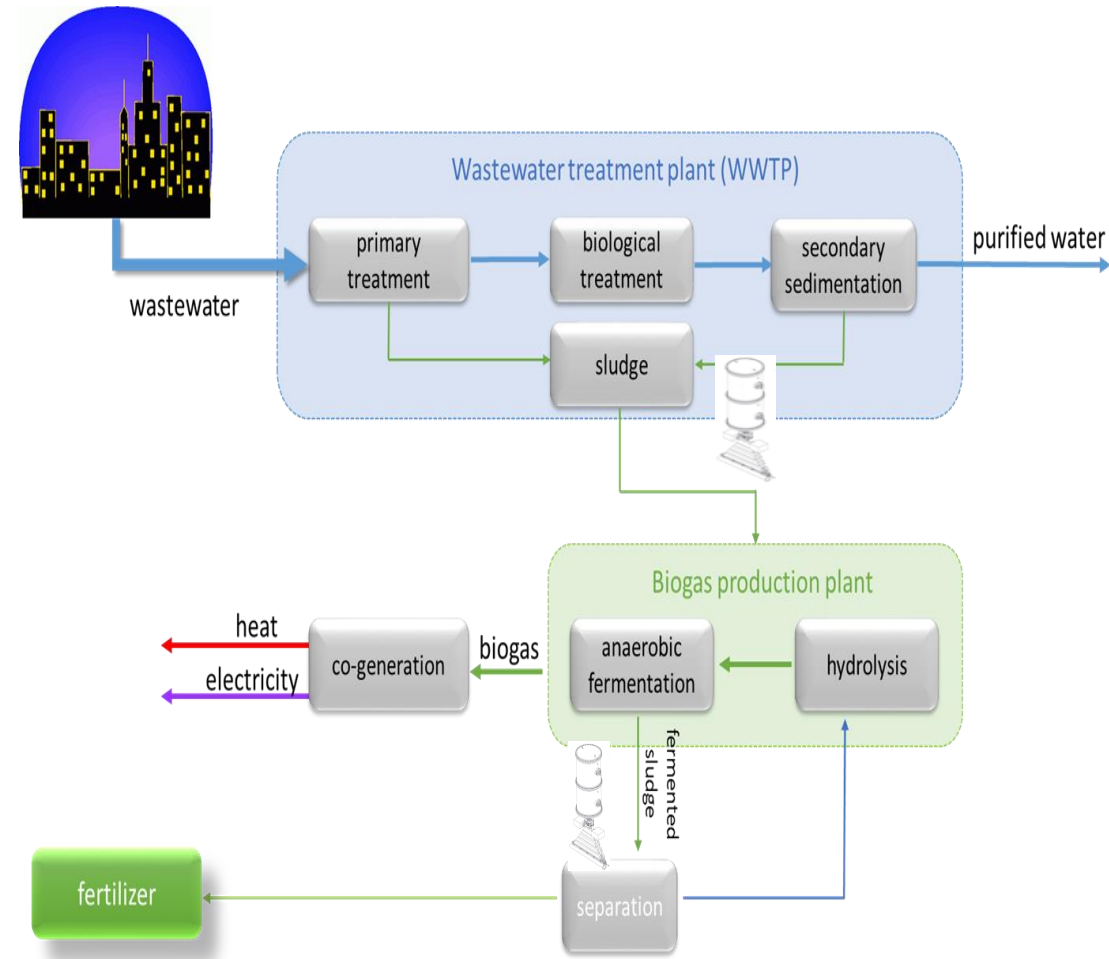 Wastewater treatment plant (WWTP)
primary
treatment
biological
treatment
secondary
sedimentation
purified water
wastewater
sludge
Biogas production plant
heat
electricity
co-generation
biogas
anaerobic
fermentation
hydrolysis
fermented
sludge
fertilizer
separation